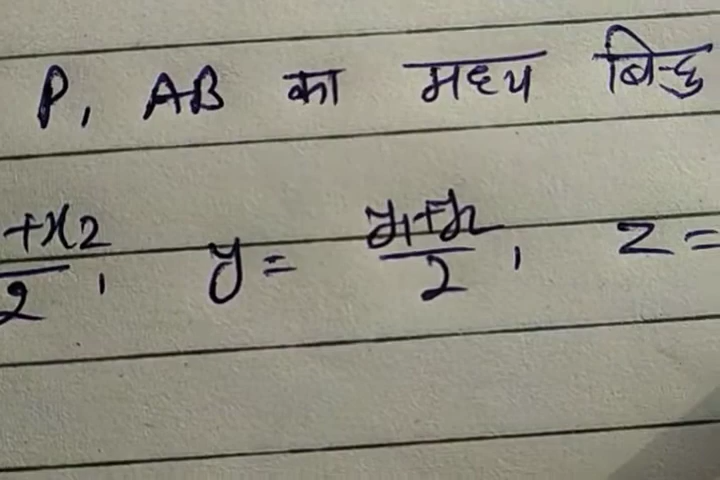 P, AB का मध्य बिन्दु
+x2/2, y = y1+y2/2, z =